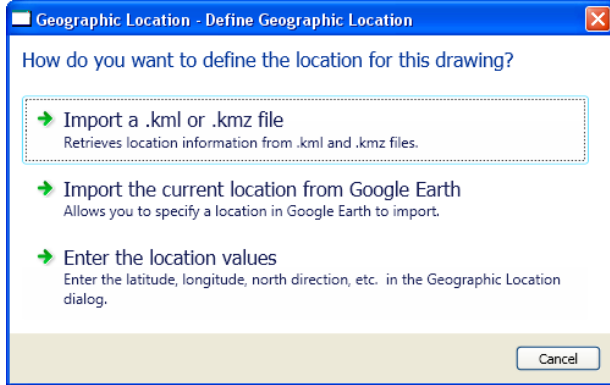 Geographic Location - Define Geographic Location
How do you want to define the location for this drawing?
Import a .kml or .kmz file
Retrieves location information from .kml and .kmz files.
Import the current location from Google Earth
Allows you to specify a location in Google Earth to import.
Enter the location values
Enter the latitude, longitude, north direction, etc. in the Geographic Location
dialog.
Cancel